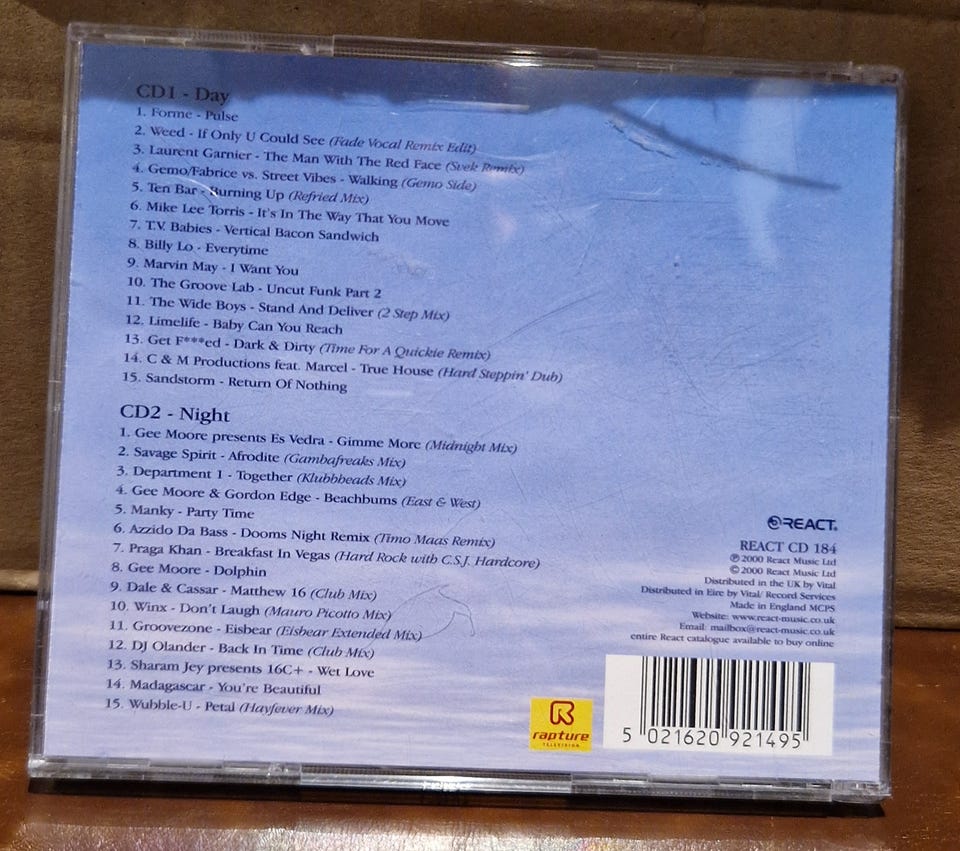 CD1 - Day
1. Forme - Pulse
2. Weed - If Only U Could See (Fade Vocal Remix Edit)
3. Laurent Garnier - The Man With The Red Face (Svek Remix)
4. Gemo/Fabrice vs. Street Vibes - Walking (Gemo Side)
5. Ten Bar - Burning Up (Refried Mix)
6. Mike Lee Torris - It's In The Way That You Move
7. T.V. Babies - Vertical Bacon Sandwich
8. Billy Lo - Everytime
9. Marvin May - I Want You
10. The Groove Lab - Uncut Funk Part 2
11. The Wide Boys - Stand And Deliver (2 Step Mix)
12. Limelife - Baby Can You Reach
13. Get F***ed - Dark & Dirty (Time For A Quickie Remix)
14. C & M Productions feat. Marcel - True House (Hard Steppin' Dub)
15. Sandstorm - Return Of Nothing
CD2 - Night
1. Gee Moore presents Es Vedra - Gimme More (Midnight Mix)
2. Savage Spirit - Afrodite (Gambafreaks Mix)
3. Department 1 - Together (Klubbheads Mix)
4. Gee Moore & Gordon Edge - Beachbums (East & West)
5. Manky - Party Time
6. Azzido Da Bass - Dooms Night Remix (Timo Maas Remix)
7. Praga Khan - Breakfast In Vegas (Hard Rock with C.S.J. Hardcore)
8. Gee Moore - Dolphin
9. Dale & Cassar - Matthew 16 (Club Mix)
10. Winx - Don't Laugh (Mauro Picotto Mix)
11. Groovezone - Eisbear (Eisbear Extended Mix)
12. DJ Olander - Back In Time (Club Mix)
13. Sharam Jey presents 16C+ - Wet Love
14. Madagascar - You're Beautiful
15. Wubble-U - Petal (Hayfever Mix)
REACT
REACT CD 184
℗ 2000 React Music Ltd
© 2000 React Music Ltd
Distributed in the UK by Vital
Distributed in Eire by Vital/ Record Services
Made in England MCPS
Website: www.react-music.co.uk
Email: mailbox@react-music.co.uk
entire React catalogue available to buy online
R
rapture
TELEVISION
5 021620 921495